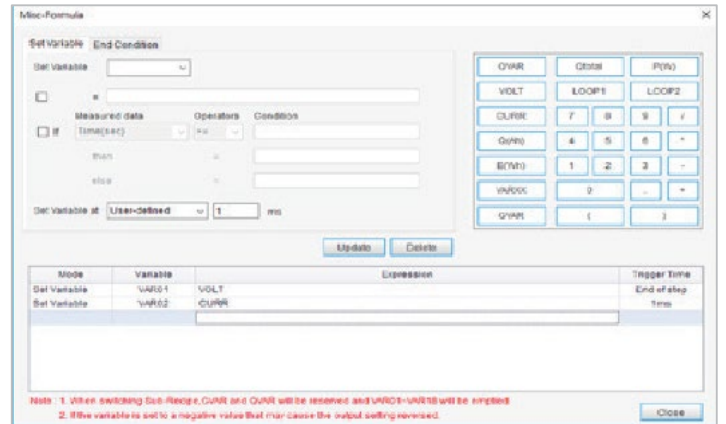 Misc-Formula
Set Variable End Condition
Set Variable
=
Measured data Operators Condition
If Time(sec) ==
then =
else =
Set Variable at User-defined 1 ms
CVAR Qtotal P(W)
VOLT LOOP1 LOOP2
CURR 7 8 9 /
Q(Ah) 4 5 6 *
E(Wh) 1 2 3 -
VARXX 0 . +
QVAR ( )
Update Delete
Mode Variable Expression Trigger Time
Set Variable VAR01 VOLT End of step
Set Variable VAR02 CURR 1ms
Note : 1. When switching Sub-Recipe, CVAR and QVAR will be reserved and VAR01~VAR18 will be emptied
2. If the variable is set to a negative value that may cause the output setting reversed.
Close